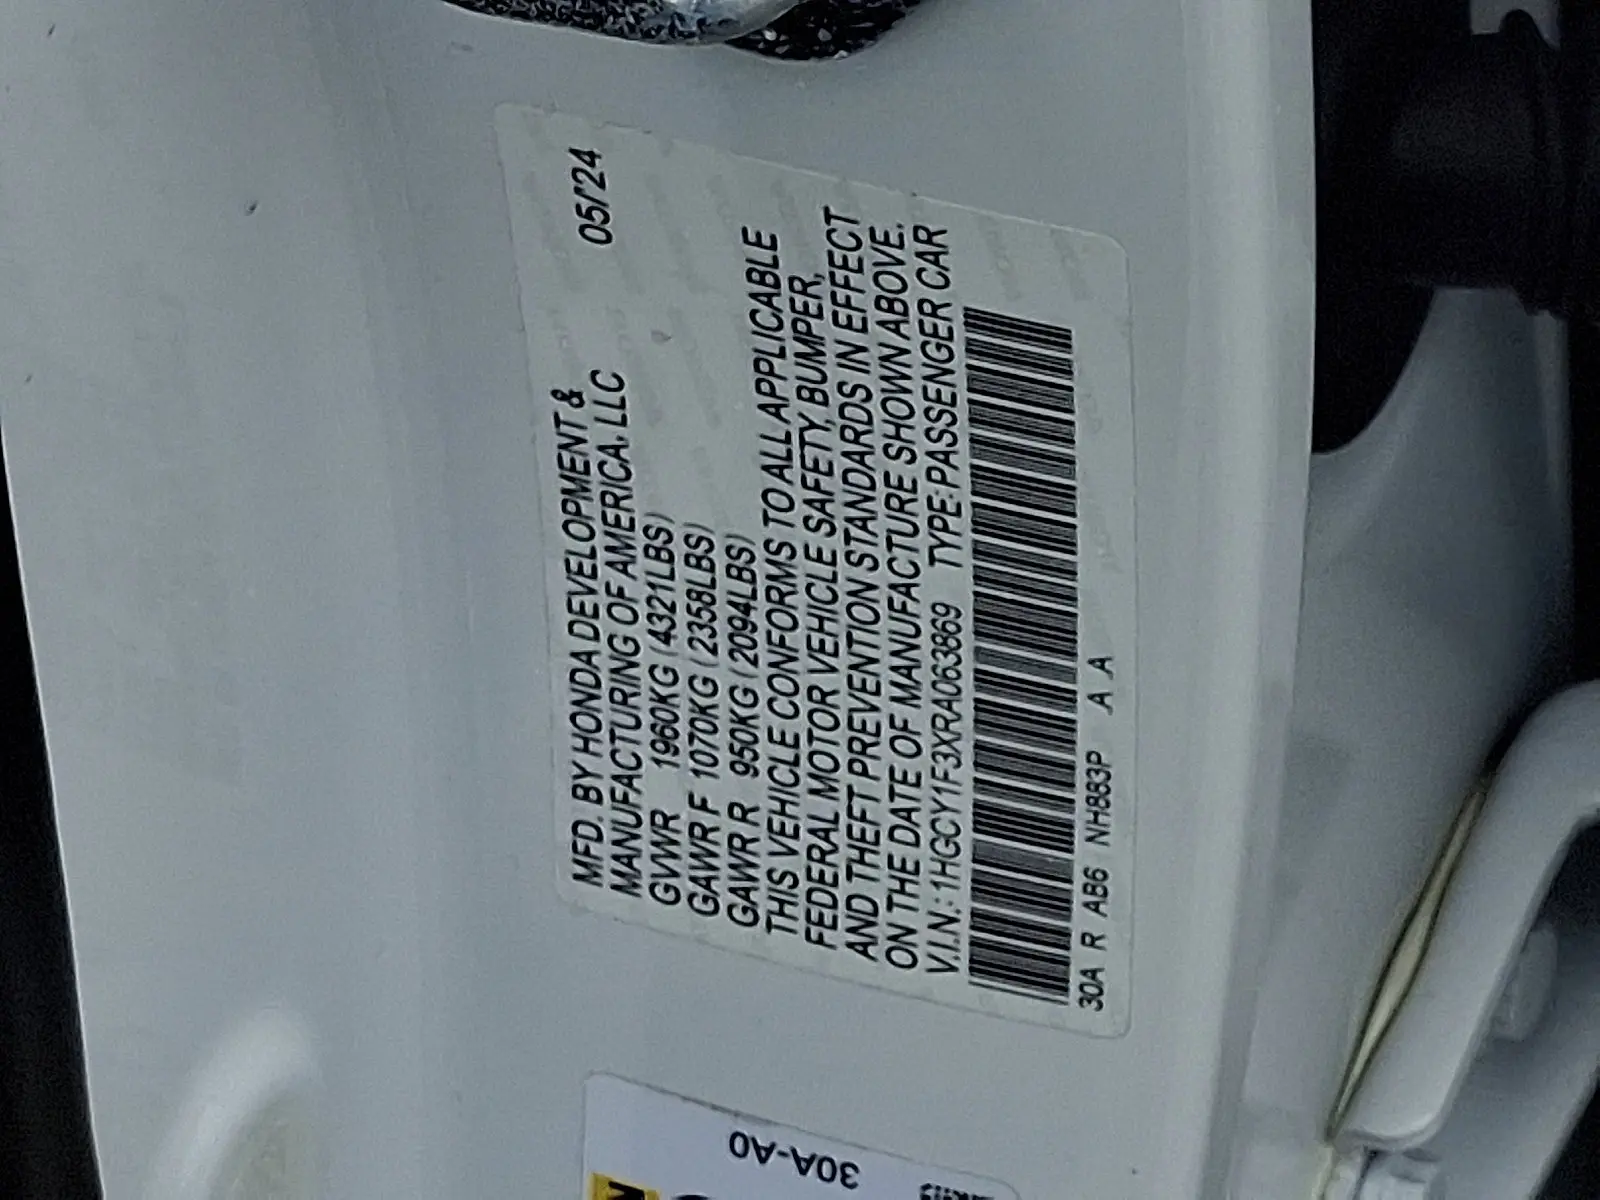 MFD. BY HONDA DEVELOPMENT & 05/'24
MANUFACTURING OF AMERICA, LLC
GVWR 1960KG (4321LBS)
GAWR F 1070KG (2358LBS)
GAWR R 950KG (2094LBS)
THIS VEHICLE CONFORMS TO ALL APPLICABLE
FEDERAL MOTOR VEHICLE SAFETY, BUMPER,
AND THEFT PREVENTION STANDARDS IN EFFECT
ON THE DATE OF MANUFACTURE SHOWN ABOVE.
V.I.N.: 1HGCY1F3XRA063869 TYPE:PASSENGER CAR
30A R AB6 NH883P A A
30A-A0